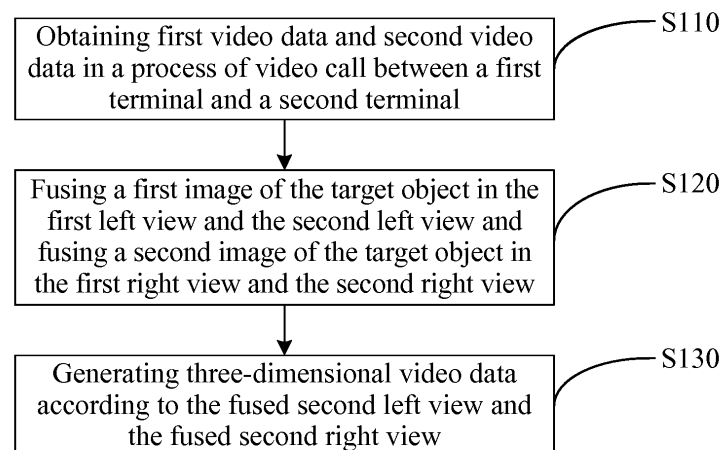 Obtaining first video data and second video
data in a process of video call between a first
terminal and a second terminal
S110
Fusing a first image of the target object in the
first left view and the second left view and
fusing a second image of the target object in
the first right view and the second right view
S120
Generating three-dimensional video data
according to the fused second left view and
the fused second right view
S130